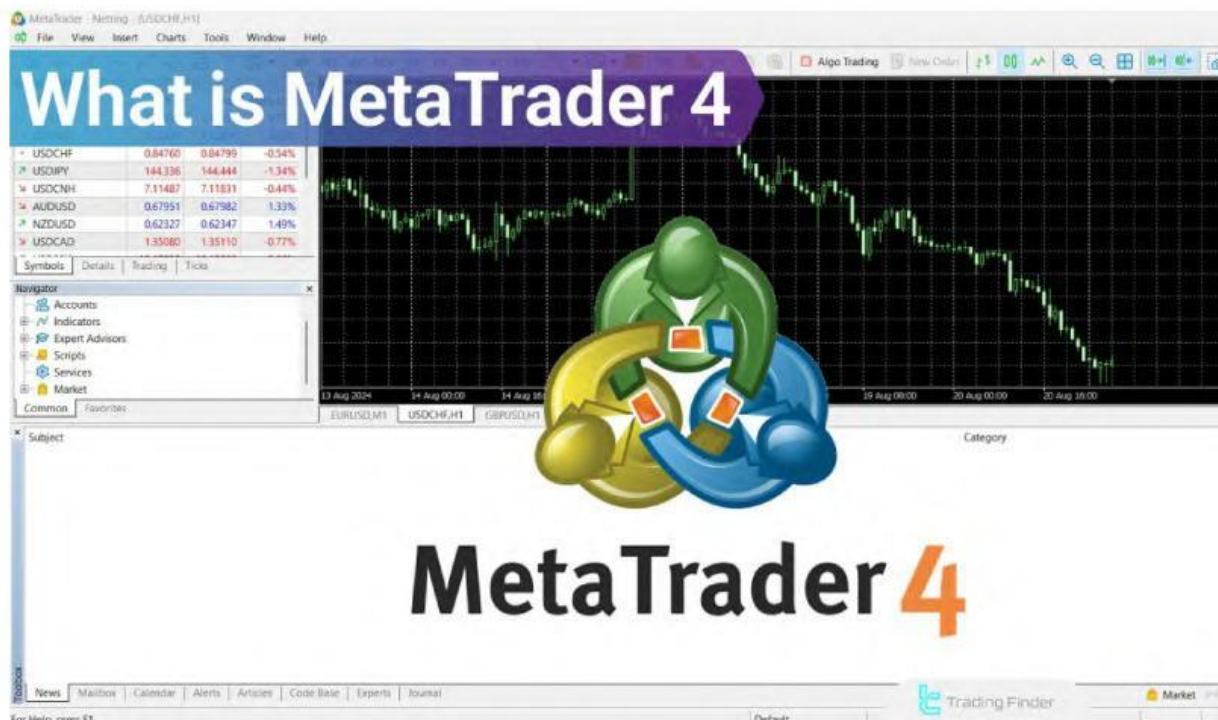 MetaTrader - Netting - [USDCHF,H1]
File View Insert Charts Tools Window Help
Algo Trading New Order
What is MetaTrader 4
USDCHF 0.84760 0.84799 -0.54%
USDJPY 144.336 144.444 -1.34%
USDCNH 7.11487 7.11831 -0.44%
AUDUSD 0.67951 0.67982 1.33%
NZDUSD 0.62327 0.62347 1.49%
USDCAD 1.35080 1.35110 -0.77%
Symbols Details Trading Ticks
Navigator
Accounts
Indicators
Expert Advisors
Scripts
Services
Market
Common Favorites
13 Aug 2024 14 Aug 00:00 14 Aug 19 Aug 08:00 20 Aug 00:00 20 Aug 16:00
EURUSD,M1 USDCHF,H1 GBPUSD,H1
Subject Category
MetaTrader 4
Toolbox
News Mailbox Calendar Alerts Articles Code Base Experts Journal
Trading Finder
Market
For Help, press F1 Default